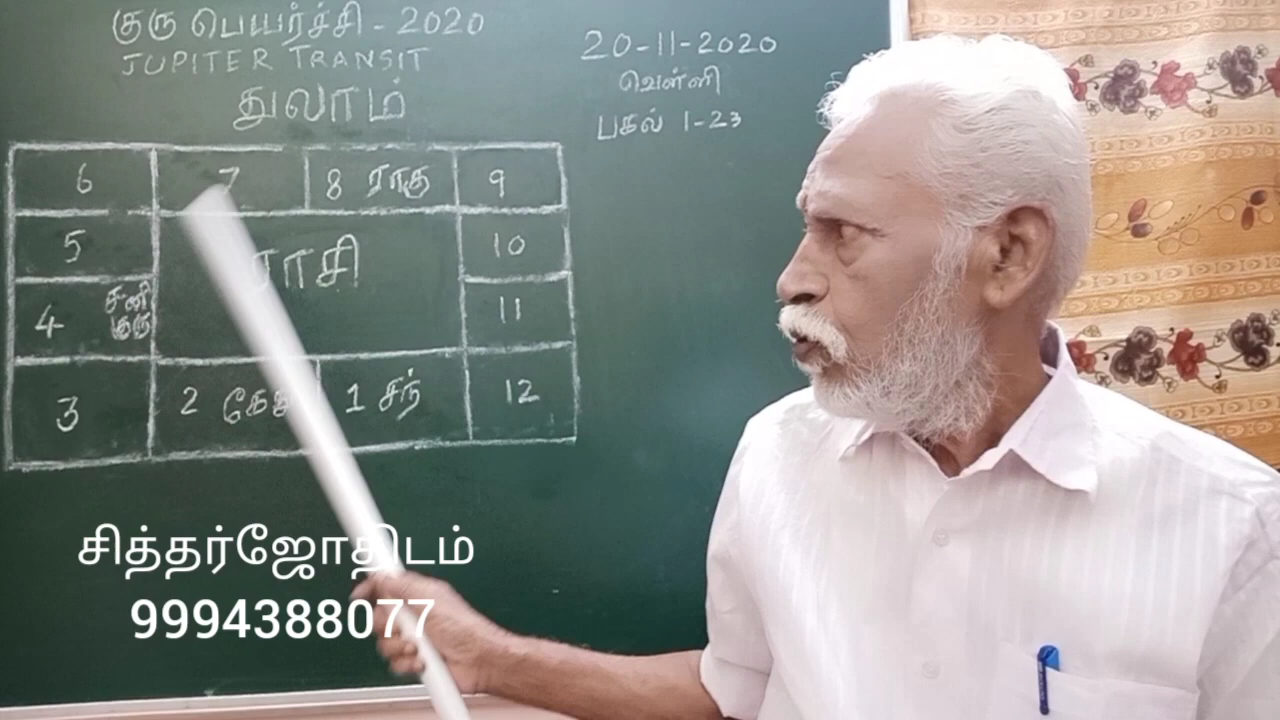 குரு பெயர்ச்சி - 2020
JUPITER TRANSIT
துலாம்
20-11-2020
வெள்ளி
பகல் 1-23
6 7 8 ராகு 9
5 ராசி 10
4 சனி குரு 11
3 2 கேது 1 சந் 12
சித்தர்ஜோதிடம்
9994388077